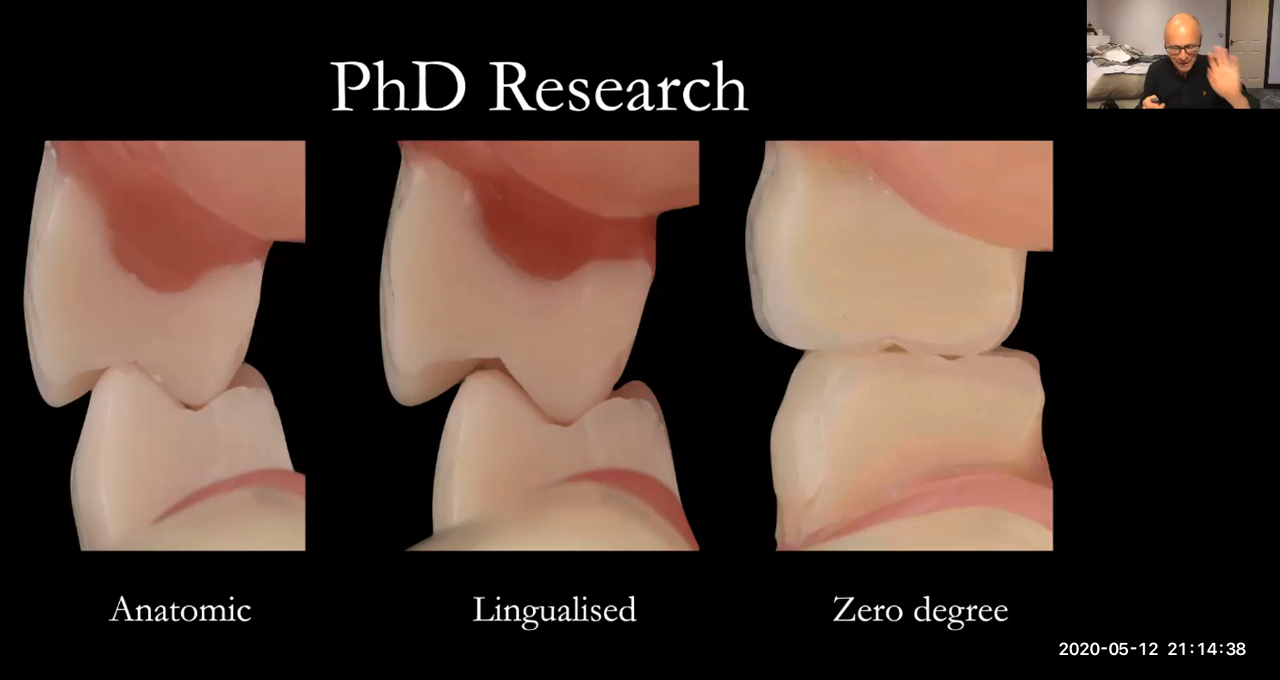 PhD Research
Anatomic
Lingualised
Zero degree
2020-05-12 21:14:38